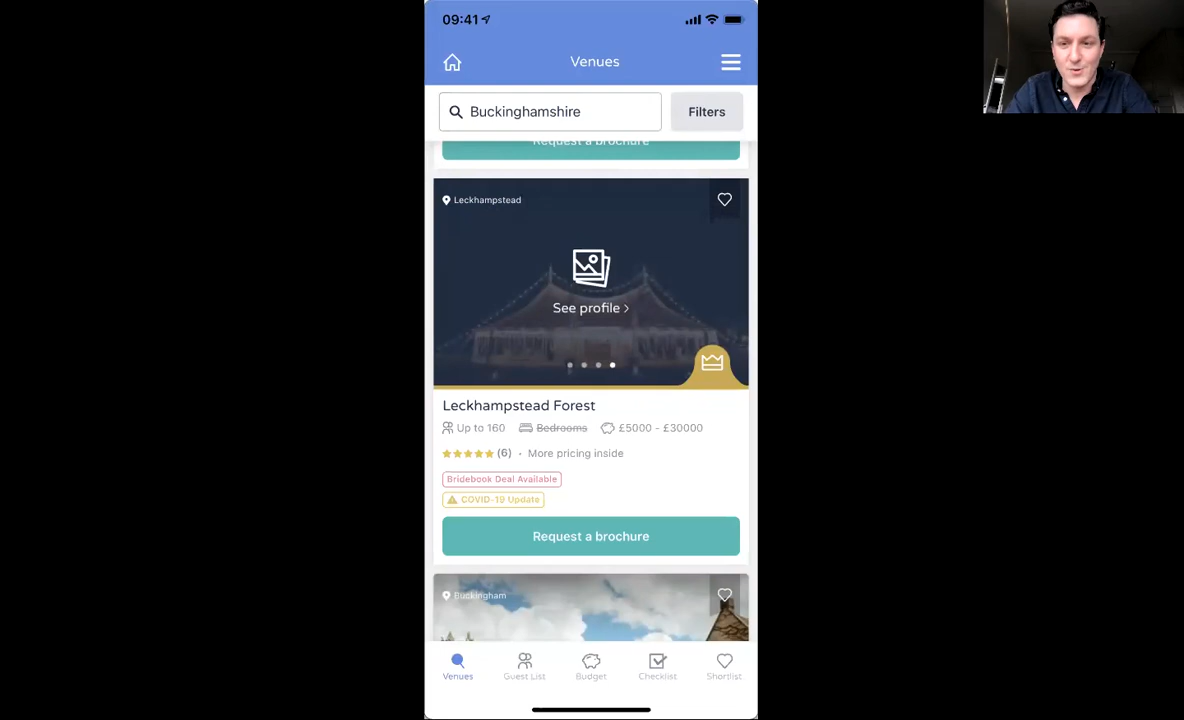 09:41
Venues
Buckinghamshire
Filters
Request a brochure
Leckhampstead
See profile >
Leckhampstead Forest
Up to 160 Bedrooms £5000 - £30000
(6) • More pricing inside
Bridebook Deal Available
COVID-19 Update
Request a brochure
Buckingham
Venues Guest List Budget Checklist Shortlist